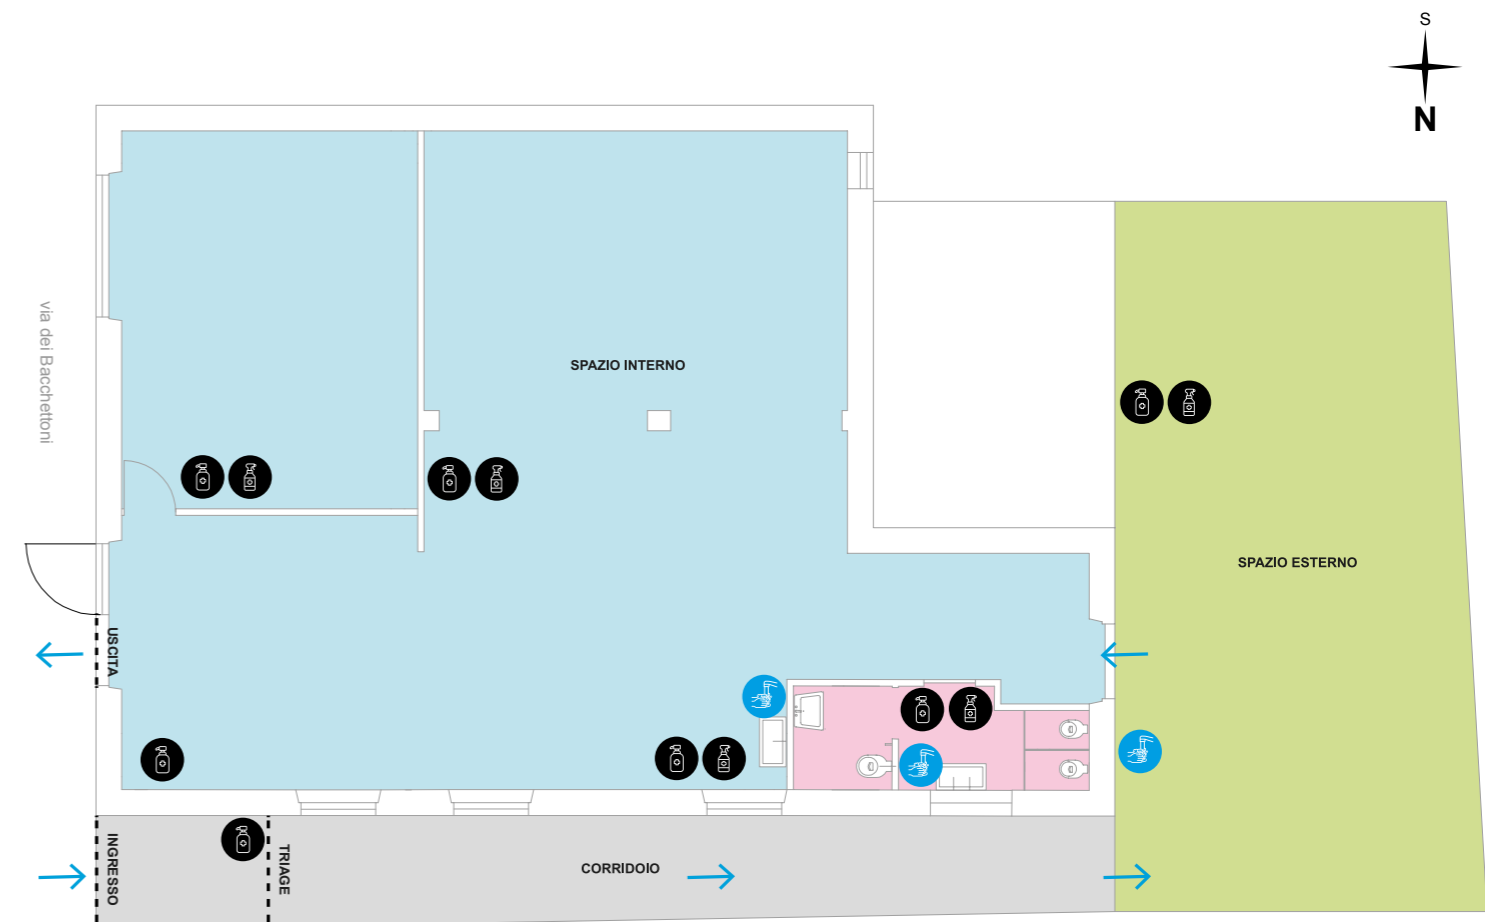 S
N
via dei Bacchettoni
SPAZIO INTERNO
SPAZIO ESTERNO
USCITA
INGRESSO
TRIAGE
CORRIDOIO